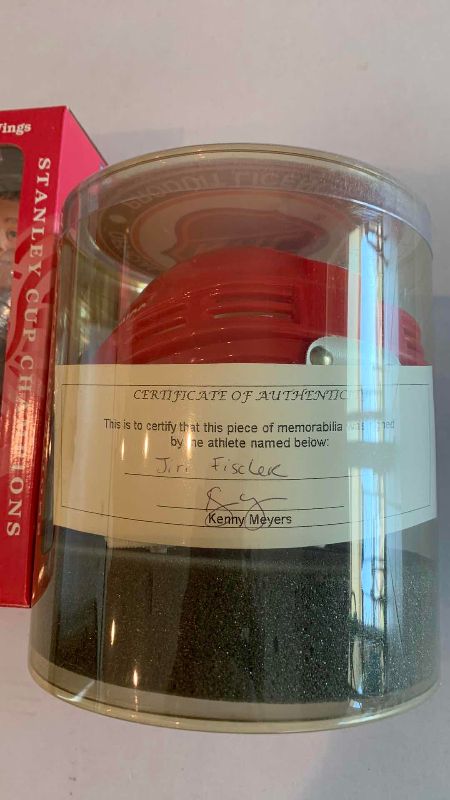 Wings
STANLEY CUP CHAMPIONS
PRODUIT
CERTIFICATE OF AUTHENTICITY
This is to certify that this piece of memorabilia was signed
by the athlete named below:
Jiri Fischer
Kenny Meyers